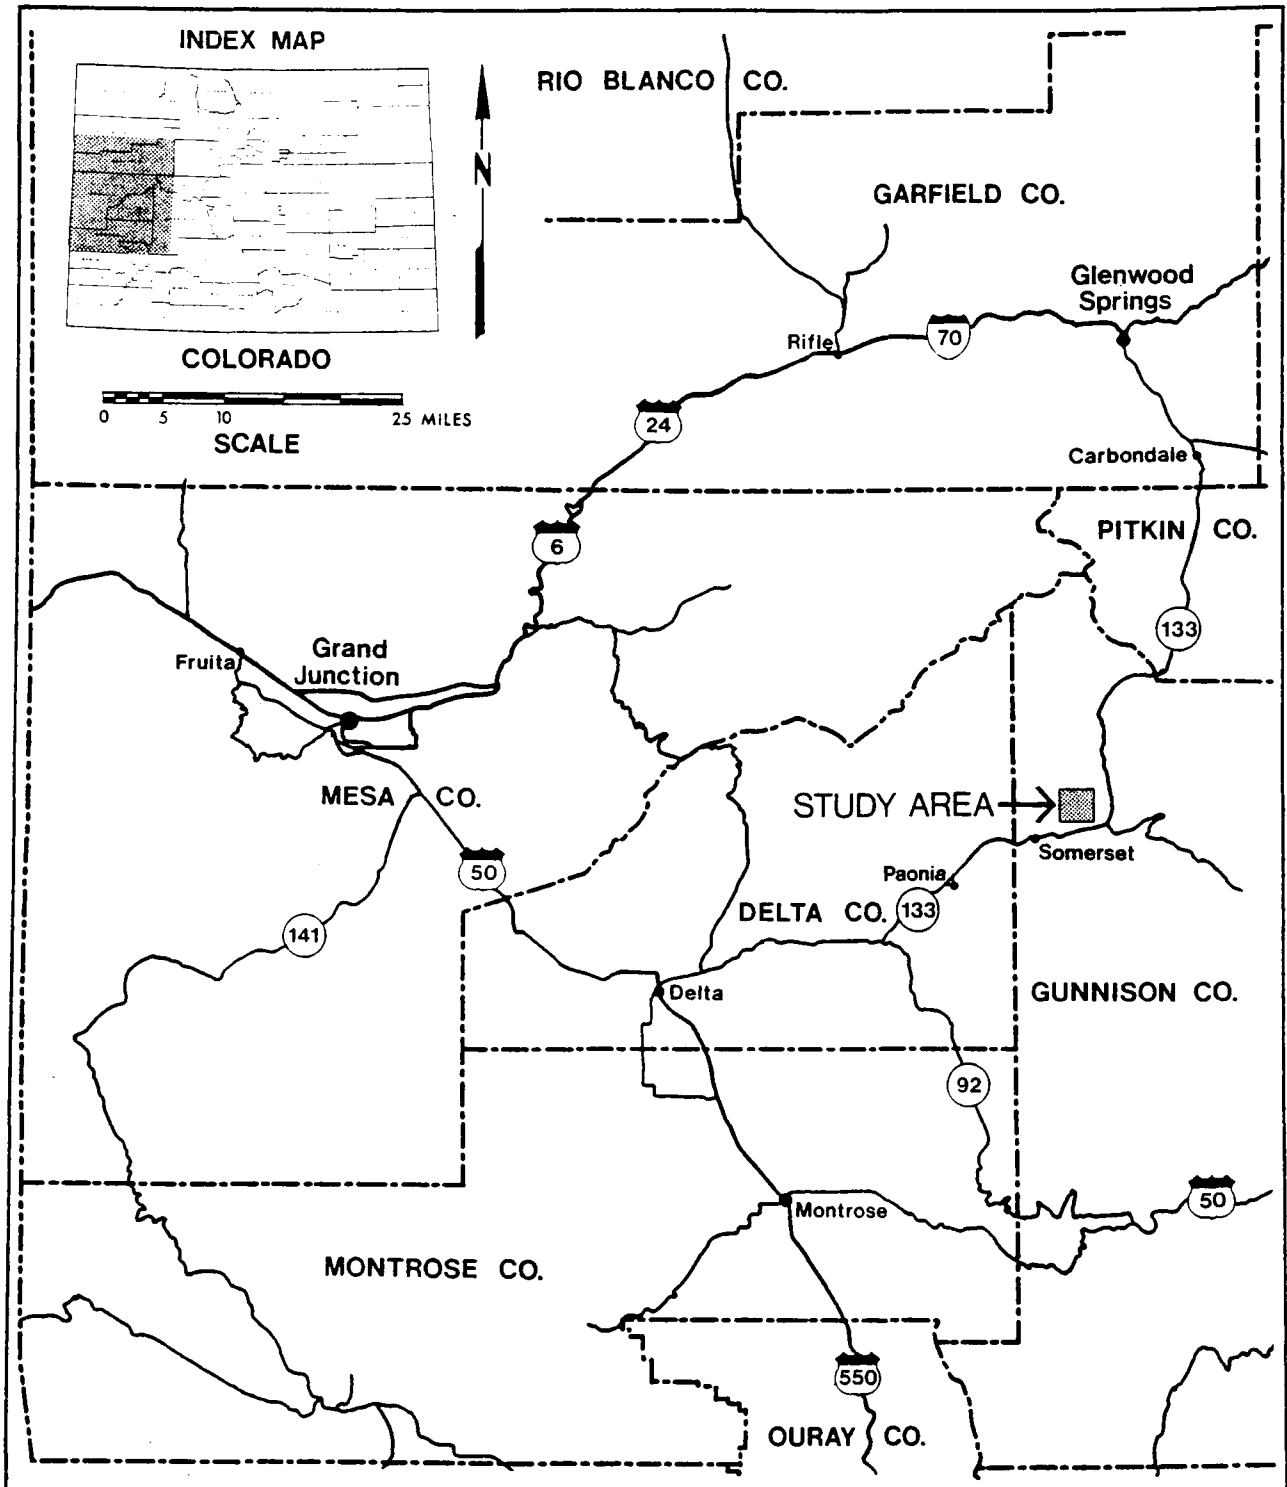 INDEX MAP
RIO BLANCO CO.
N
GARFIELD CO.
Glenwood
Springs
COLORADO
Rifle
70
0 5 10 25 MILES
SCALE
24
Carbondale
6
PITKIN CO.
133
Fruita
Grand
Junction
MESA CO.
STUDY AREA
Somerset
50
Paonia
133
DELTA CO.
141
Delta
GUNNISON CO.
92
50
Montrose
MONTROSE CO.
550
OURAY CO.